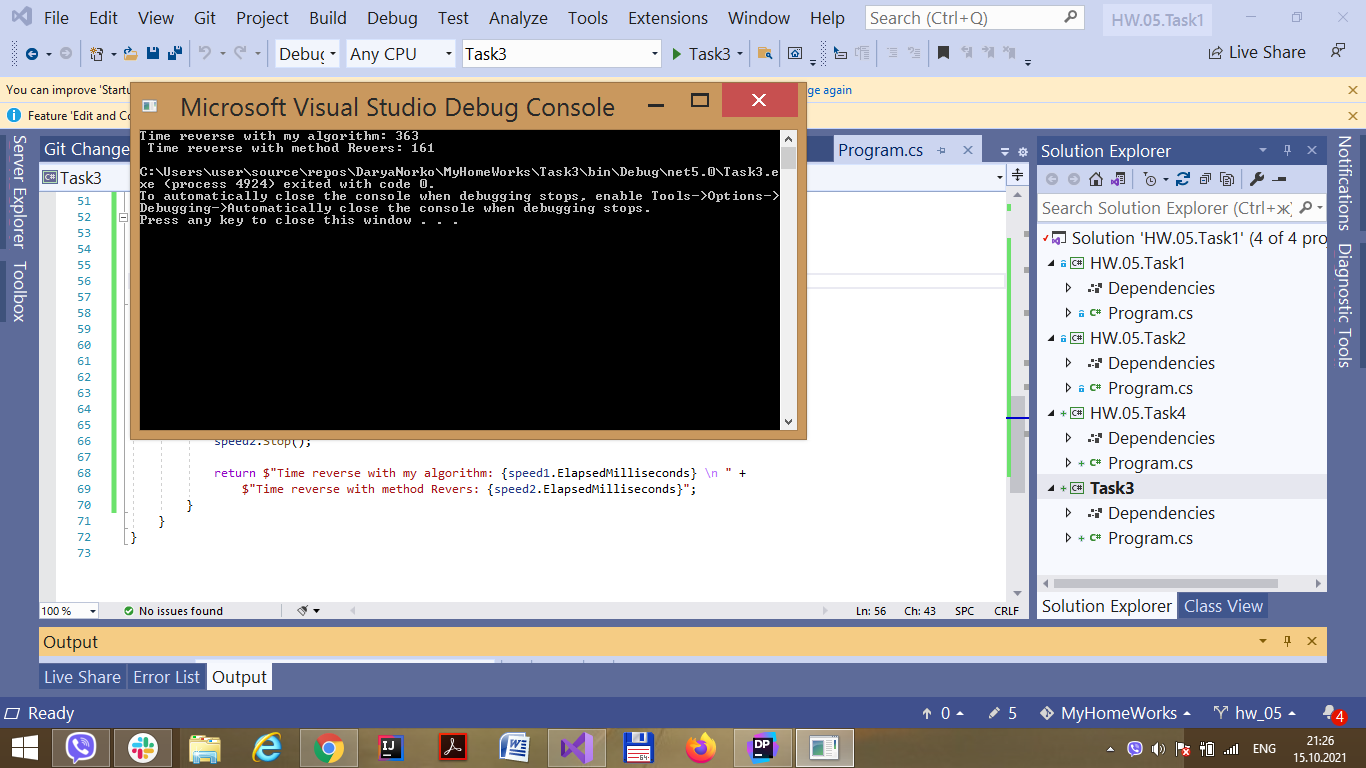 File Edit View Git Project Build Debug Test Analyze Tools Extensions Window Help Search (Ctrl+Q) HW.05.Task1
Debug Any CPU Task3 Task3 Live Share
You can improve 'Startu ge again
Feature 'Edit and Co
Microsoft Visual Studio Debug Console
Time reverse with my algorithm: 363
Time reverse with method Revers: 161
C:\Users\user\source\repos\DaryaNorko\MyHomeWorks\Task3\bin\Debug\net5.0\Task3.e
xe (process 4924) exited with code 0.
To automatically close the console when debugging stops, enable Tools->Options->
Debugging->Automatically close the console when debugging stops.
Press any key to close this window . . .
Server Explorer
Toolbox
Git Change
Program.cs
Task3
51
52
53
54
55
56
57
58
59
60
61
62
63
64
65
66 speed2.Stop();
67
68 return $"Time reverse with my algorithm: {speed1.ElapsedMilliseconds} \n " +
69 $"Time reverse with method Revers: {speed2.ElapsedMilliseconds}";
70 }
71 }
72 }
73
100 % No issues found Ln: 56 Ch: 43 SPC CRLF
Solution Explorer
Search Solution Explorer (Ctrl+ж)
Solution 'HW.05.Task1' (4 of 4 pro
HW.05.Task1
Dependencies
Program.cs
HW.05.Task2
Dependencies
Program.cs
HW.05.Task4
Dependencies
Program.cs
Task3
Dependencies
Program.cs
Solution Explorer Class View
Notifications
Diagnostic Tools
Output
Live Share Error List Output
Ready 0 5 MyHomeWorks hw_05 4
ENG 21:26
15.10.2021